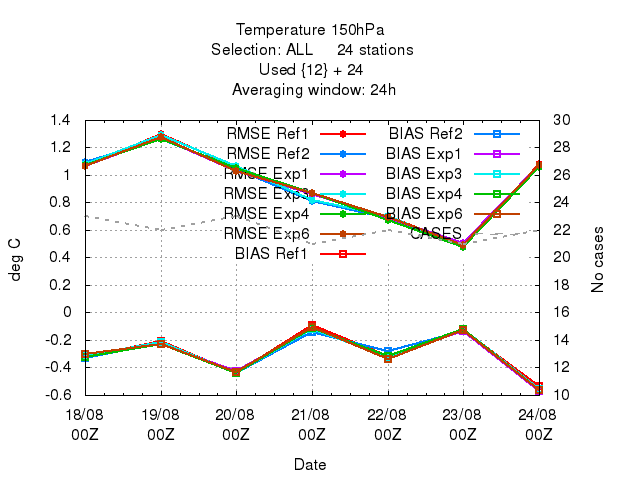 Temperature 150hPa
Selection: ALL 24 stations
Used {12} + 24
Averaging window: 24h
1.4
1.2
1
0.8
0.6
0.4
0.2
0
-0.2
-0.4
-0.6
deg C
30
28
26
24
22
20
18
16
14
12
10
No cases
RMSE Ref1
RMSE Ref2
RMSE Exp1
RMSE Exp3
RMSE Exp4
RMSE Exp6
BIAS Ref1
BIAS Ref2
BIAS Exp1
BIAS Exp3
BIAS Exp4
BIAS Exp6
CASES
18/08 19/08 20/08 21/08 22/08 23/08 24/08
00Z 00Z 00Z 00Z 00Z 00Z 00Z
Date